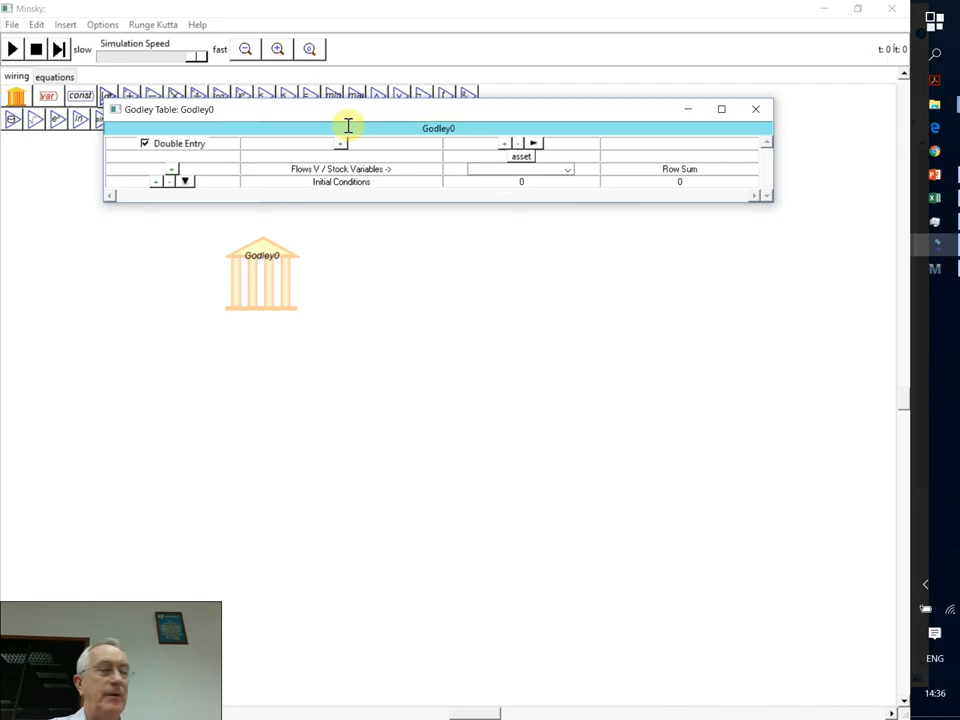 Minsky:
File Edit Insert Options Runge Kutta Help
slow Simulation Speed fast t: 0 Δt: 0
wiring equations
var const
Godley Table: Godley0
Godley0
Double Entry + + - ►
asset
+ Flows V / Stock Variables -> Row Sum
+ - ▼ Initial Conditions 0 0
Godley0
ENG
14:36